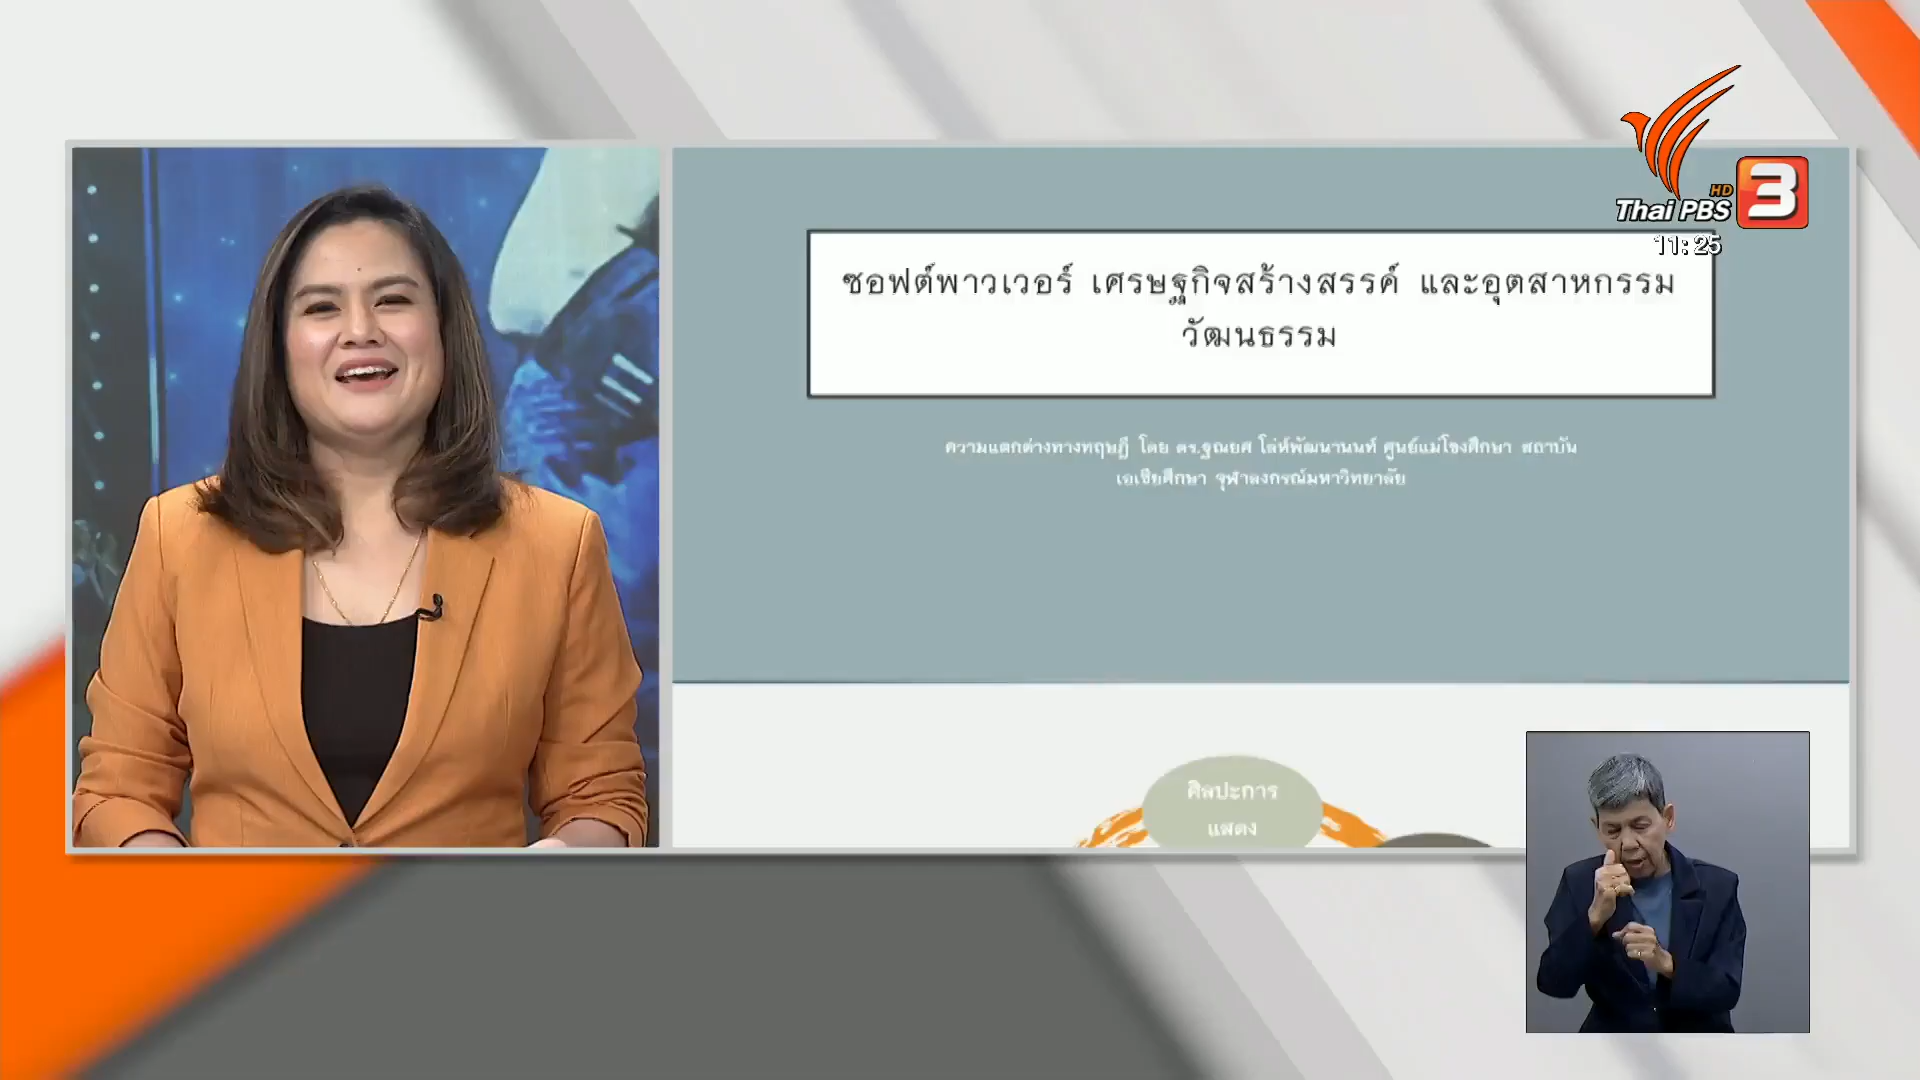 HD
Thai PBS 3
11:25
ซอฟต์พาวเวอร์ เศรษฐกิจสร้างสรรค์ และอุตสาหกรรม
วัฒนธรรม
ความแตกต่างทางทฤษฎี โดย ดร.ฐณยศ โล่ห์พัฒนานนท์ ศูนย์แม่โขงศึกษา สถาบัน
เอเชียศึกษา จุฬาลงกรณ์มหาวิทยาลัย
ศิลปะการ
แสดง